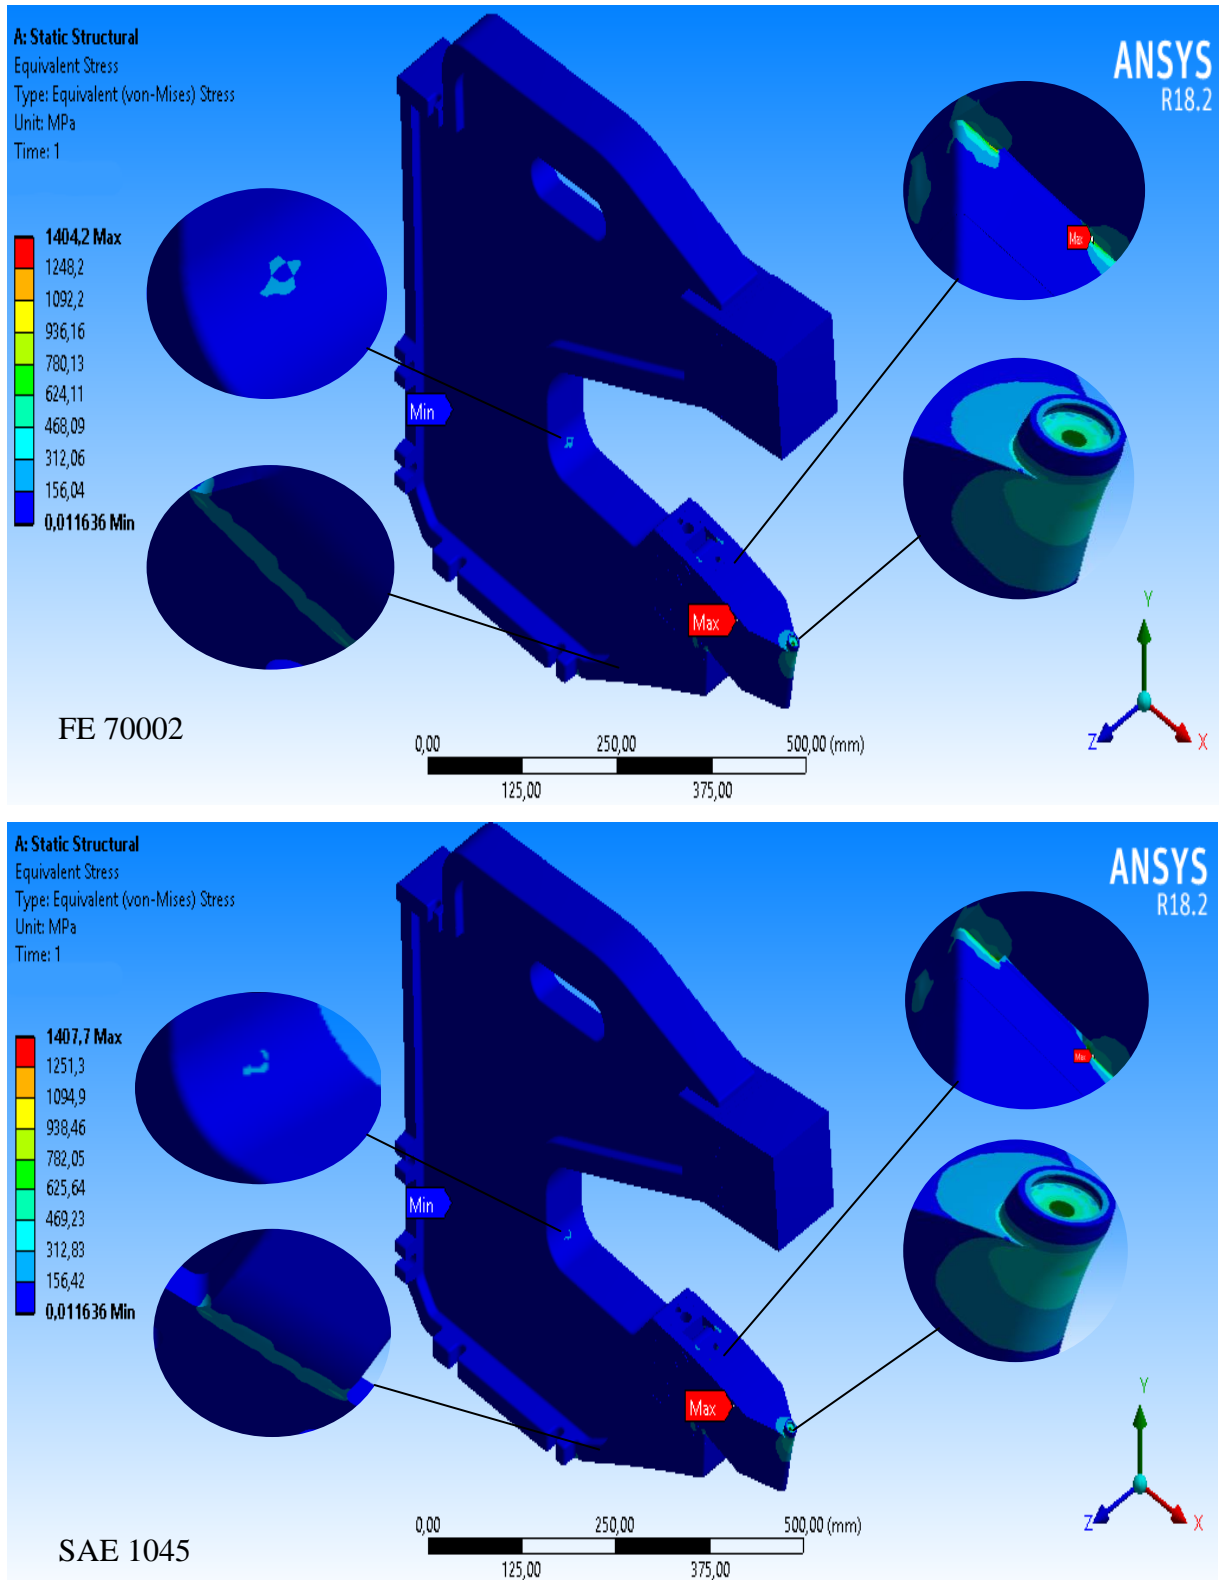 A: Static Structural
Equivalent Stress
Type: Equivalent (von-Mises) Stress
Unit: MPa
Time: 1
ANSYS
R18.2
1404,2 Max
1248,2
1092,2
936,16
780,13
624,11
468,09
312,06
156,04
0,011636 Min
Max
Min
Max
Y
Z
X
FE 70002
0,00
250,00
500,00 (mm)
125,00
375,00
A: Static Structural
Equivalent Stress
Type: Equivalent (von-Mises) Stress
Unit: MPa
Time: 1
ANSYS
R18.2
1407,7 Max
1251,3
1094,9
938,46
782,05
625,64
469,23
312,83
156,42
0,011636 Min
Max
Min
Max
Y
Z
X
SAE 1045
0,00
250,00
500,00 (mm)
125,00
375,00